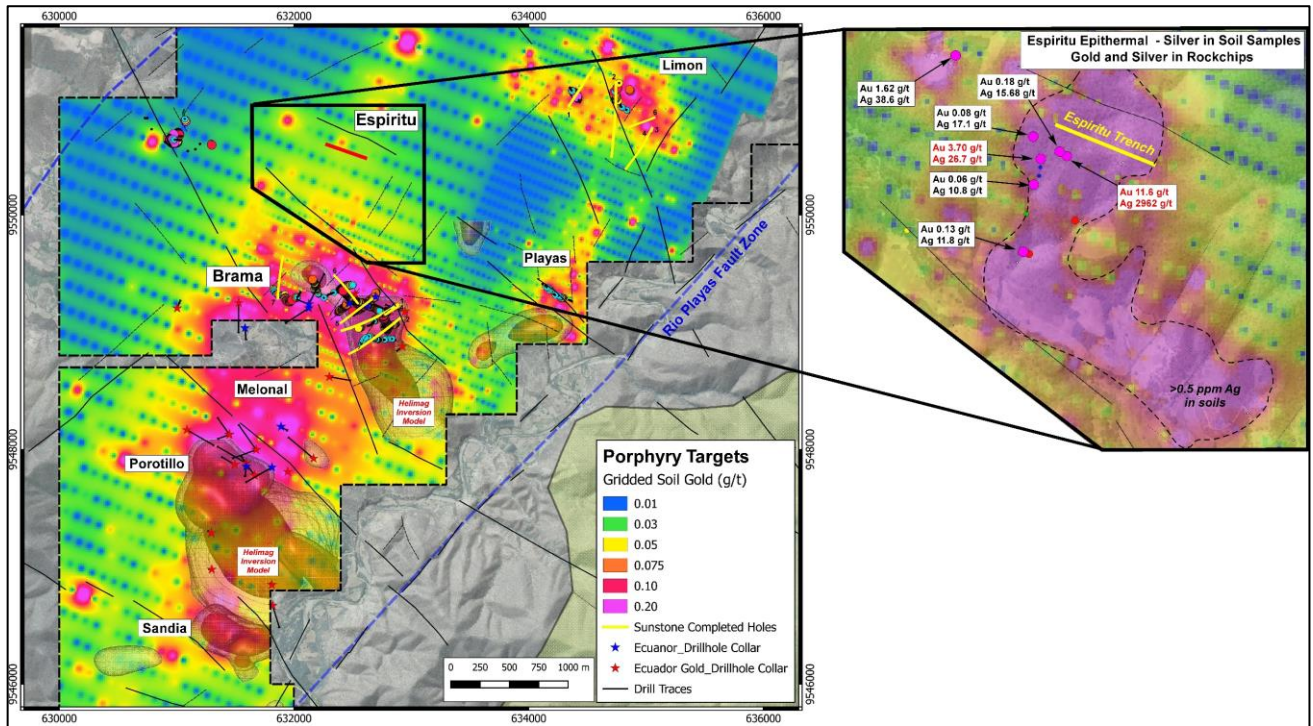 630000
632000
634000
636000
Limon
Espiritu
Brama
Playas
Rio Playas Fault Zone
Melonal
Helimag
Inversion
Model
Porotillo
Helimag
Inversion
Model
Sandia
9550000
9548000
9546000
9550000
9548000
9546000
Porphyry Targets
Gridded Soil Gold (g/t)
0.01
0.03
0.05
0.075
0.10
0.20
Sunstone Completed Holes
Ecuanor_Drillhole Collar
Ecuador Gold_Drillhole Collar
Drill Traces
0 250 500 750 1000 m
630000
632000
634000
636000
Espiritu Epithermal - Silver in Soil Samples
Gold and Silver in Rockchips
Au 1.62 g/t
Ag 38.6 g/t
Au 0.18 g/t
Ag 15.68 g/t
Au 0.08 g/t
Ag 17.1 g/t
Espiritu Trench
Au 3.70 g/t
Ag 26.7 g/t
Au 0.06 g/t
Ag 10.8 g/t
Au 11.6 g/t
Ag 2962 g/t
Au 0.13 g/t
Ag 11.8 g/t
>0.5 ppm Ag
in soils